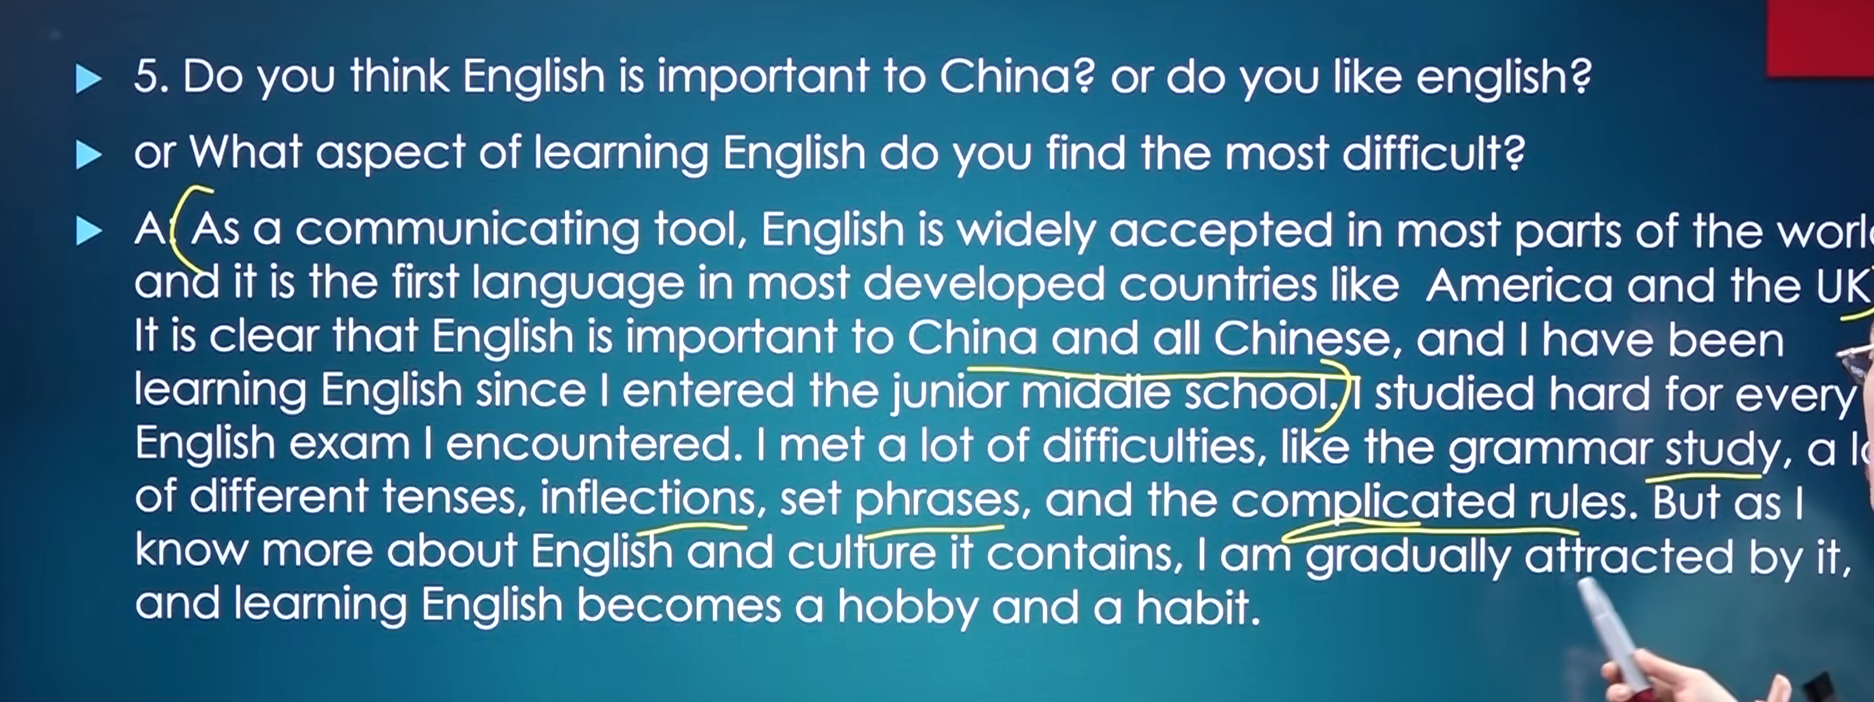 5. Do you think English is important to China? or do you like english?
or What aspect of learning English do you find the most difficult?
A: As a communicating tool, English is widely accepted in most parts of the
and it is the first language in most developed countries like America and the UK
It is clear that English is important to China and all Chinese, and I have been
learning English since I entered the junior middle school. I studied hard for every
English exam I encountered. I met a lot of difficulties, like the grammar study, a
of different tenses, inflections, set phrases, and the complicated rules. But as I
know more about English and culture it contains, I am gradually attracted by it,
and learning English becomes a hobby and a habit.